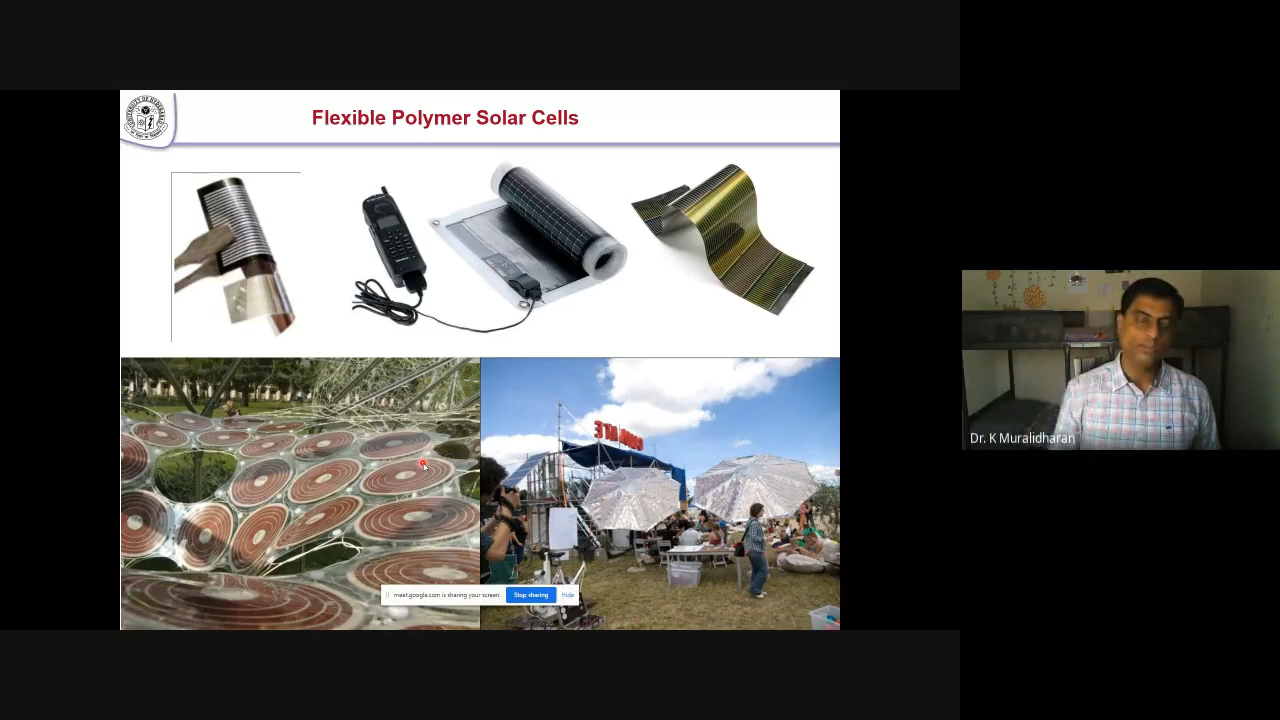 Flexible Polymer Solar Cells
meet.google.com is sharing your screen.
Stop sharing
Hide
Dr. K Muralidharan